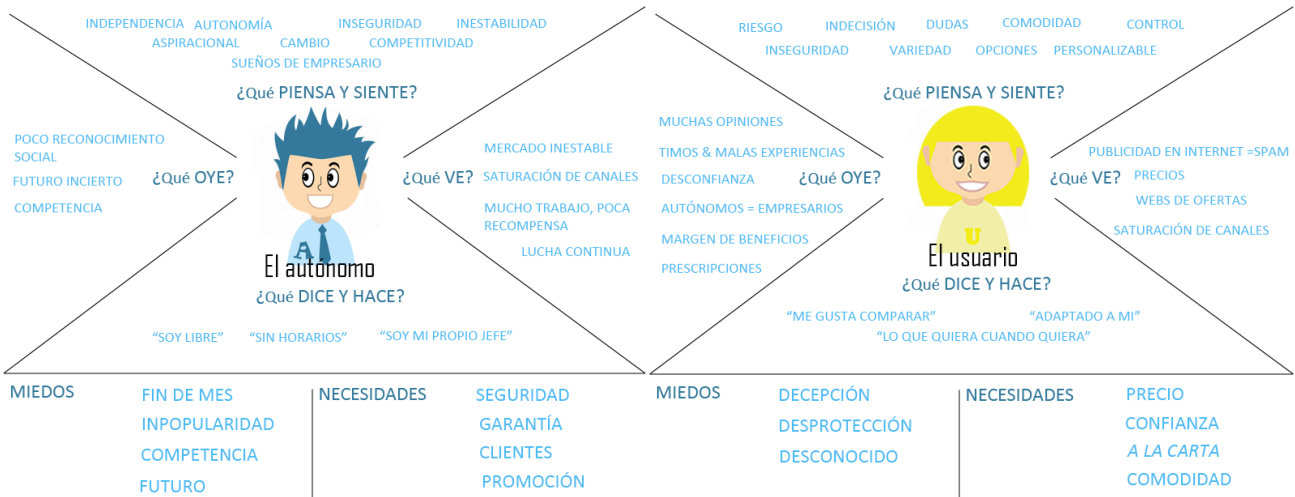 INDEPENDENCIA AUTONOMÍA INSEGURIDAD INESTABILIDAD
ASPIRACIONAL CAMBIO COMPETITIVIDAD
SUEÑOS DE EMPRESARIO
¿Qué PIENSA Y SIENTE?
POCO RECONOCIMIENTO
SOCIAL
FUTURO INCIERTO
COMPETENCIA
¿Qué OYE?
¿Qué VE?
MERCADO INESTABLE
SATURACIÓN DE CANALES
MUCHO TRABAJO, POCA
RECOMPENSA
LUCHA CONTINUA
A
El autónomo
¿Qué DICE Y HACE?
“SOY LIBRE” “SIN HORARIOS” “SOY MI PROPIO JEFE”
MIEDOS
FIN DE MES
INPOPULARIDAD
COMPETENCIA
FUTURO
NECESIDADES
SEGURIDAD
GARANTÍA
CLIENTES
PROMOCIÓN
RIESGO INDECISIÓN DUDAS COMODIDAD CONTROL
INSEGURIDAD VARIEDAD OPCIONES PERSONALIZABLE
¿Qué PIENSA Y SIENTE?
MUCHAS OPINIONES
TIMOS & MALAS EXPERIENCIAS
DESCONFIANZA
AUTÓNOMOS = EMPRESARIOS
MARGEN DE BENEFICIOS
PRESCRIPCIONES
¿Qué OYE?
¿Qué VE?
PUBLICIDAD EN INTERNET =SPAM
PRECIOS
WEBS DE OFERTAS
SATURACIÓN DE CANALES
U
El usuario
¿Qué DICE Y HACE?
“ME GUSTA COMPARAR” “ADAPTADO A MI”
“LO QUE QUIERA CUANDO QUIERA”
MIEDOS
DECEPCIÓN
DESPROTECCIÓN
DESCONOCIDO
NECESIDADES
PRECIO
CONFIANZA
A LA CARTA
COMODIDAD